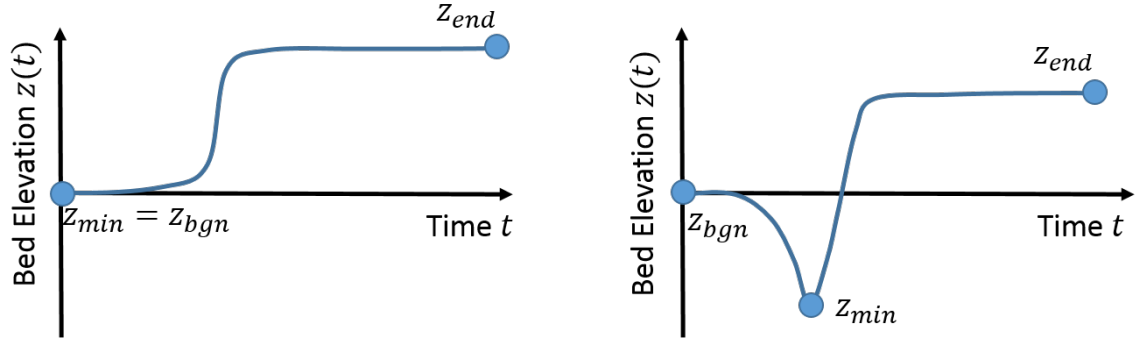 Bed Elevation z(t)
z_end
z_min = z_bgn
Time t
Bed Elevation z(t)
z_end
z_bgn
Time t
z_min